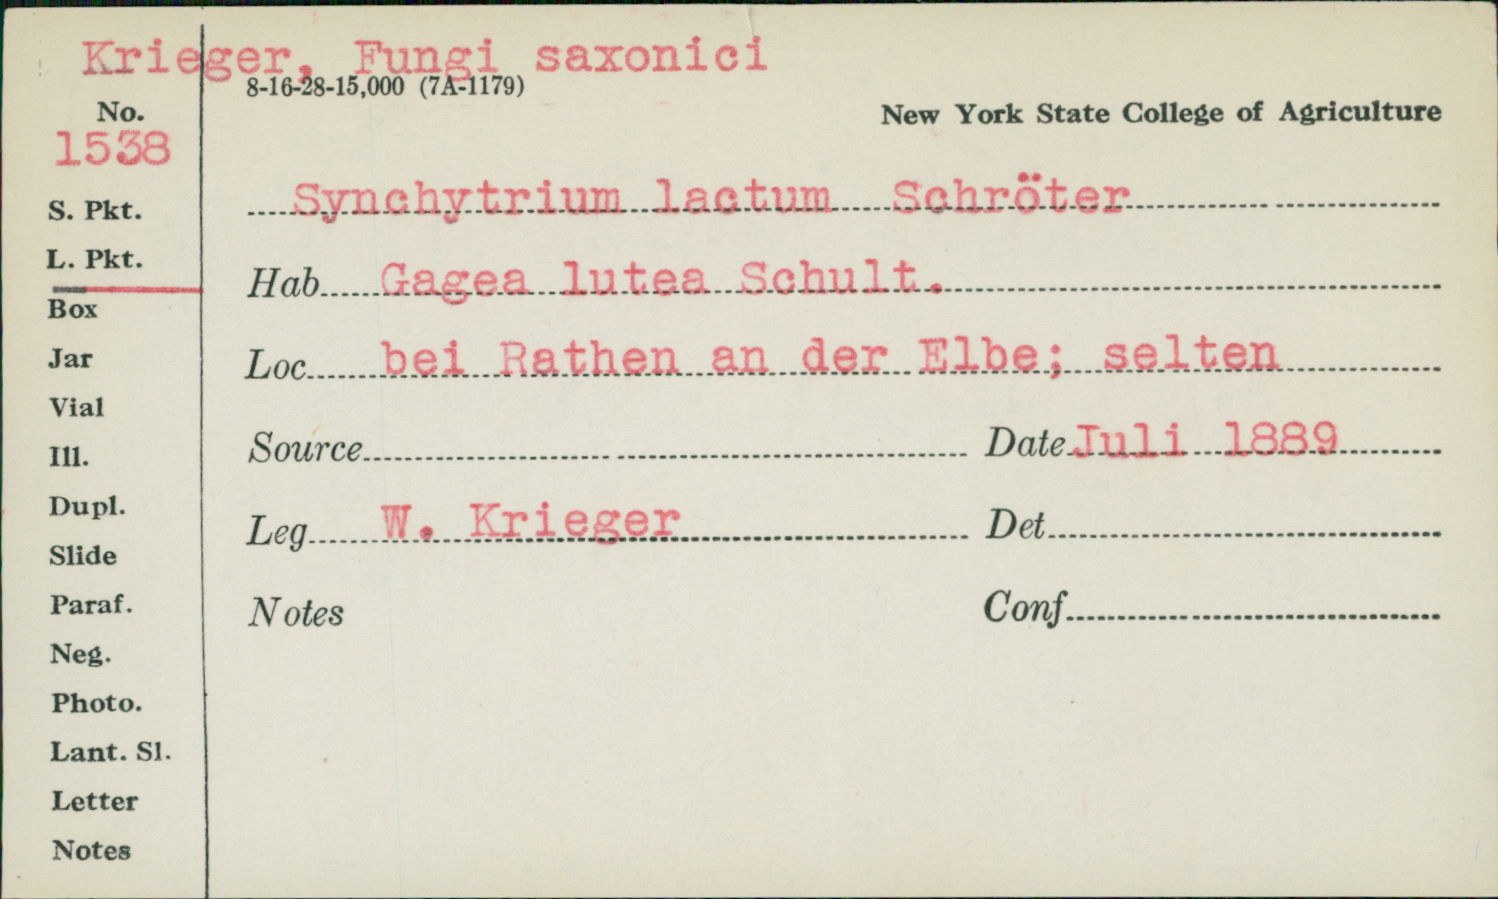 Krieger, Fungi saxonici
8-16-28-15,000 (7A-1179)
New York State College of Agriculture
No.
1538
Synchytrium lactum Schröter
S. Pkt.
L. Pkt.
Hab. Gagea lutea Schult.
Box
Loc. bei Rathen an der Elbe; selten
Jar
Vial
Source Date Juli 1889
Ill.
Dupl.
Leg. W. Krieger Det.
Slide
Paraf.
Notes Conf.
Neg.
Photo.
Lant. Sl.
Letter
Notes